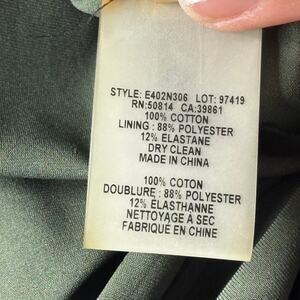 STYLE: E402N306 LOT: 97419
RN:50814 CA:39861
100% COTTON
LINING : 88% POLYESTER
12% ELASTANE
DRY CLEAN
MADE IN CHINA
100% COTON
DOUBLURE : 88% POLYESTER
12% ELASTHANNE
NETTOYAGE A SEC
FABRIQUE EN CHINE